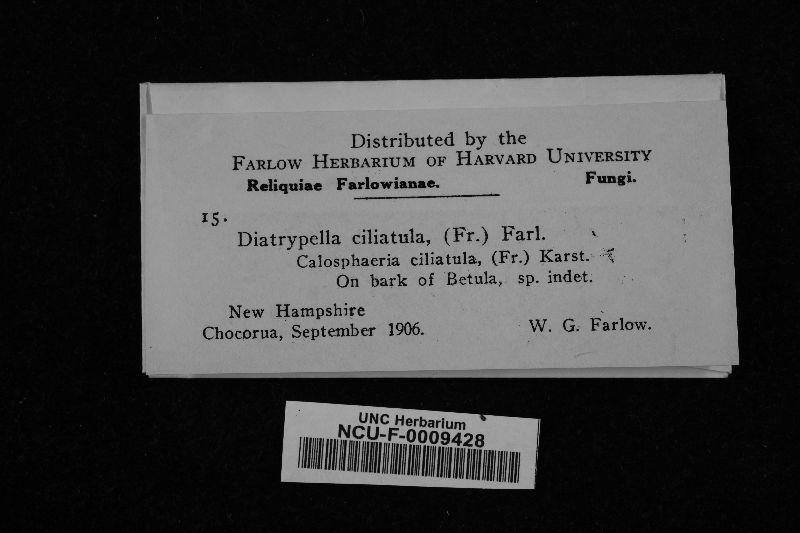 Distributed by the
FARLOW HERBARIUM OF HARVARD UNIVERSITY
Reliquiae Farlowianae. Fungi.
15.
Diatrypella ciliatula, (Fr.) Farl.
Calosphaeria ciliatula, (Fr.) Karst.
On bark of Betula, sp. indet.
New Hampshire
Chocorua, September 1906. W. G. Farlow.
UNC Herbarium
NCU-F-0009428